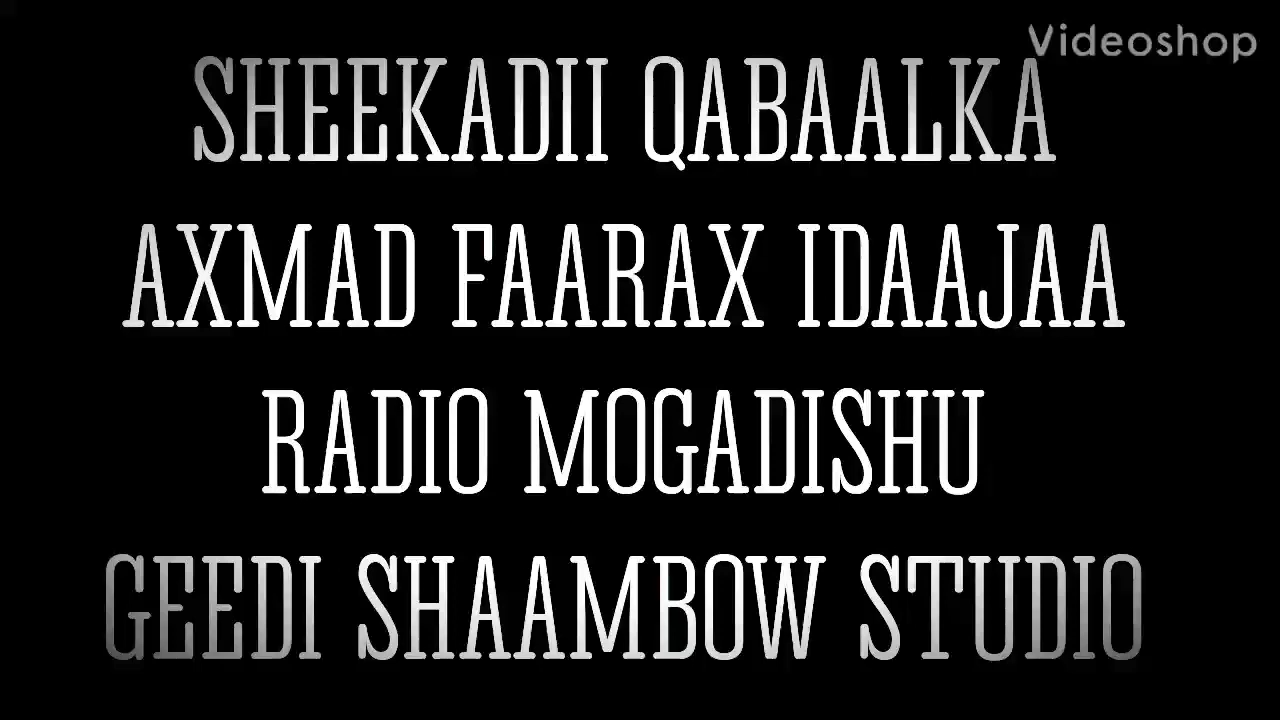 Videoshop
SHEEKADII QABAALKA
AXMAD FAARAX IDAAJAA
RADIO MOGADISHU
GEEDI SHAAMBOW STUDIO